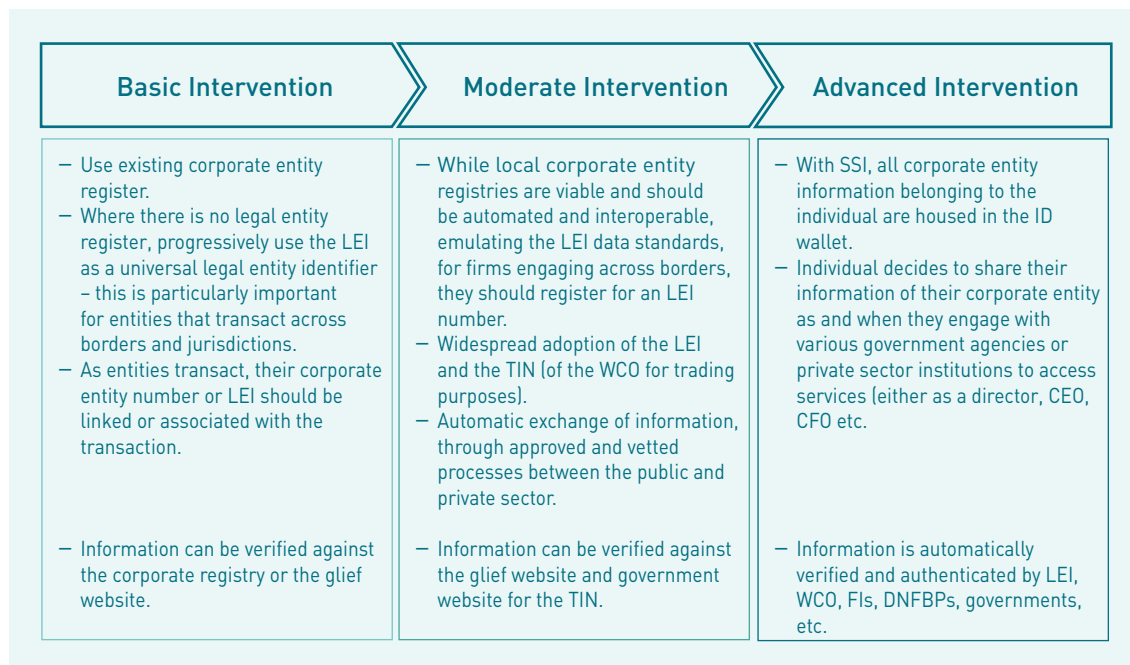 Basic Intervention
Moderate Intervention
Advanced Intervention
– Use existing corporate entity
register.
– Where there is no legal entity
register, progressively use the LEI
as a universal legal entity identifier
– this is particularly important
for entities that transact across
borders and jurisdictions.
– As entities transact, their corporate
entity number or LEI should be
linked or associated with the
transaction.
– Information can be verified against
the corporate registry or the glief
website.
– While local corporate entity
registries are viable and should
be automated and interoperable,
emulating the LEI data standards,
for firms engaging across borders,
they should register for an LEI
number.
– Widespread adoption of the LEI
and the TIN (of the WCO for trading
purposes).
– Automatic exchange of information,
through approved and vetted
processes between the public and
private sector.
– Information can be verified against
the glief website and government
website for the TIN.
– With SSI, all corporate entity
information belonging to the
individual are housed in the ID
wallet.
– Individual decides to share their
information of their corporate entity
as and when they engage with
various government agencies or
private sector institutions to access
services (either as a director, CEO,
CFO etc.
– Information is automatically
verified and authenticated by LEI,
WCO, FIs, DNFBPs, governments,
etc.